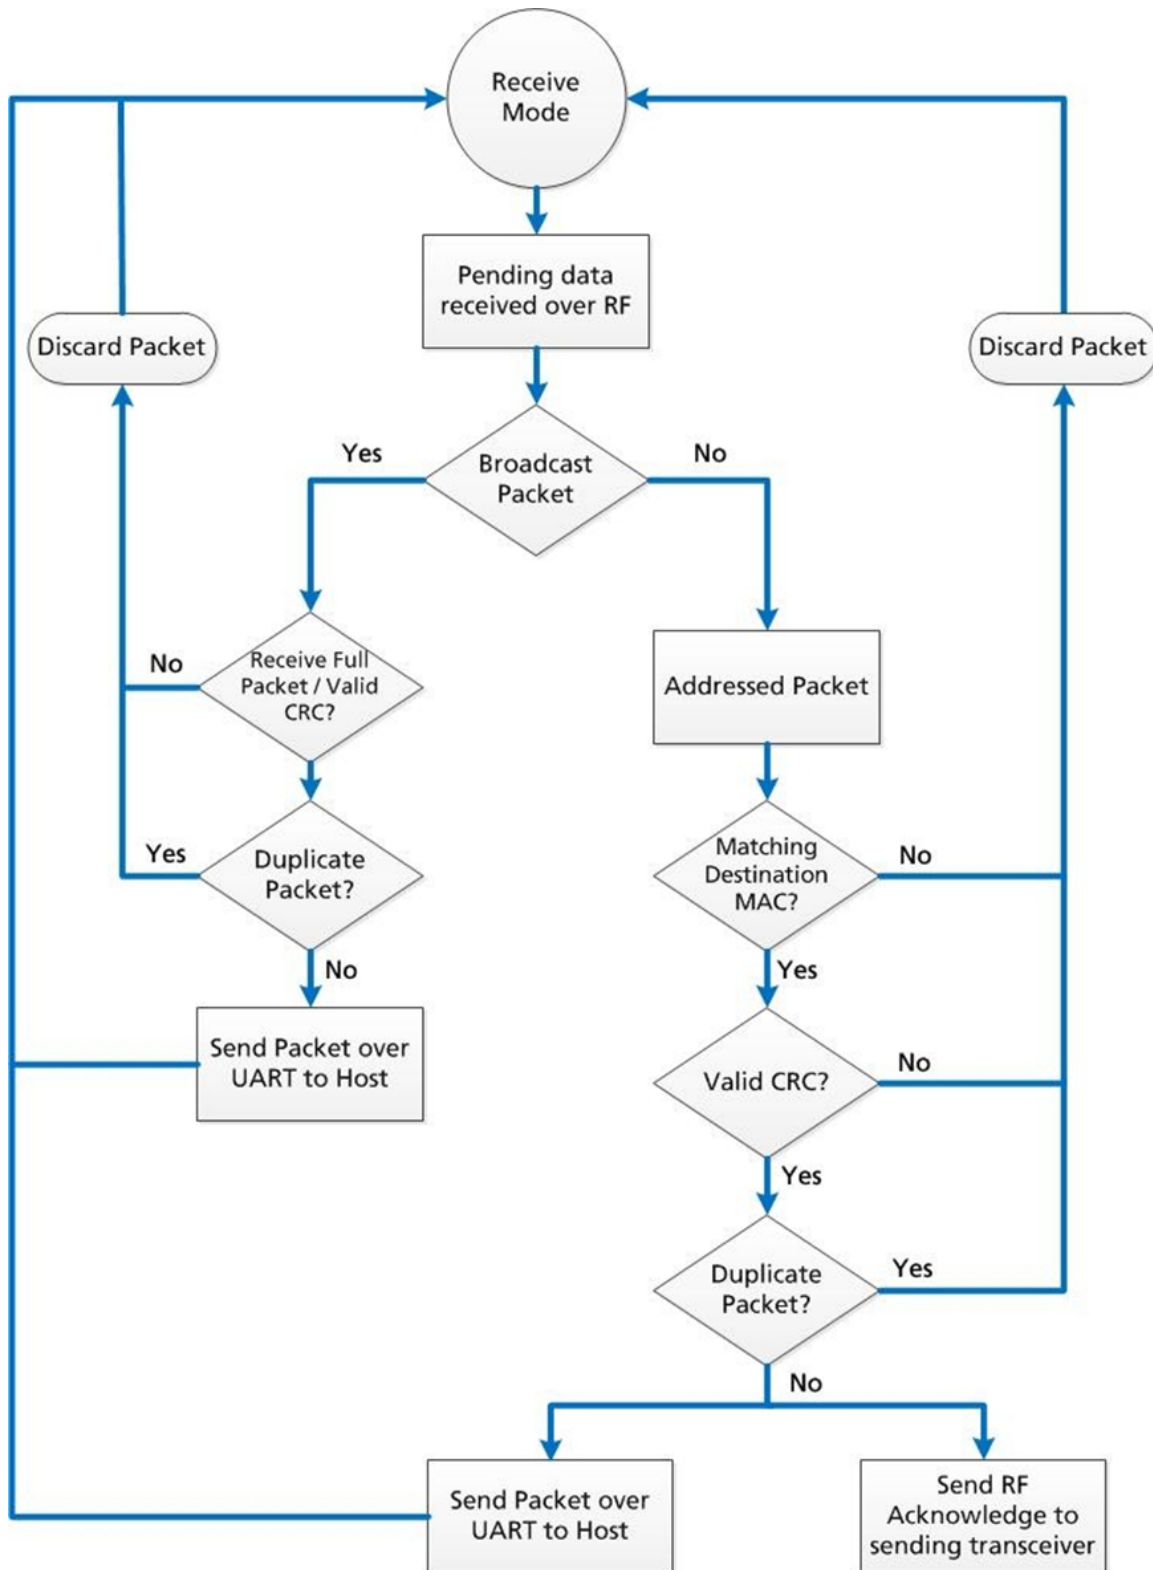 Receive
Mode
Pending data
received over RF
Discard Packet
Discard Packet
Yes
Broadcast
Packet
No
No
Receive Full
Packet / Valid
CRC?
Addressed Packet
Yes
Duplicate
Packet?
Matching
Destination
MAC?
No
No
Yes
Send Packet over
UART to Host
Valid CRC?
No
Yes
Duplicate
Packet?
Yes
No
Send Packet over
UART to Host
Send RF
Acknowledge to
sending transceiver